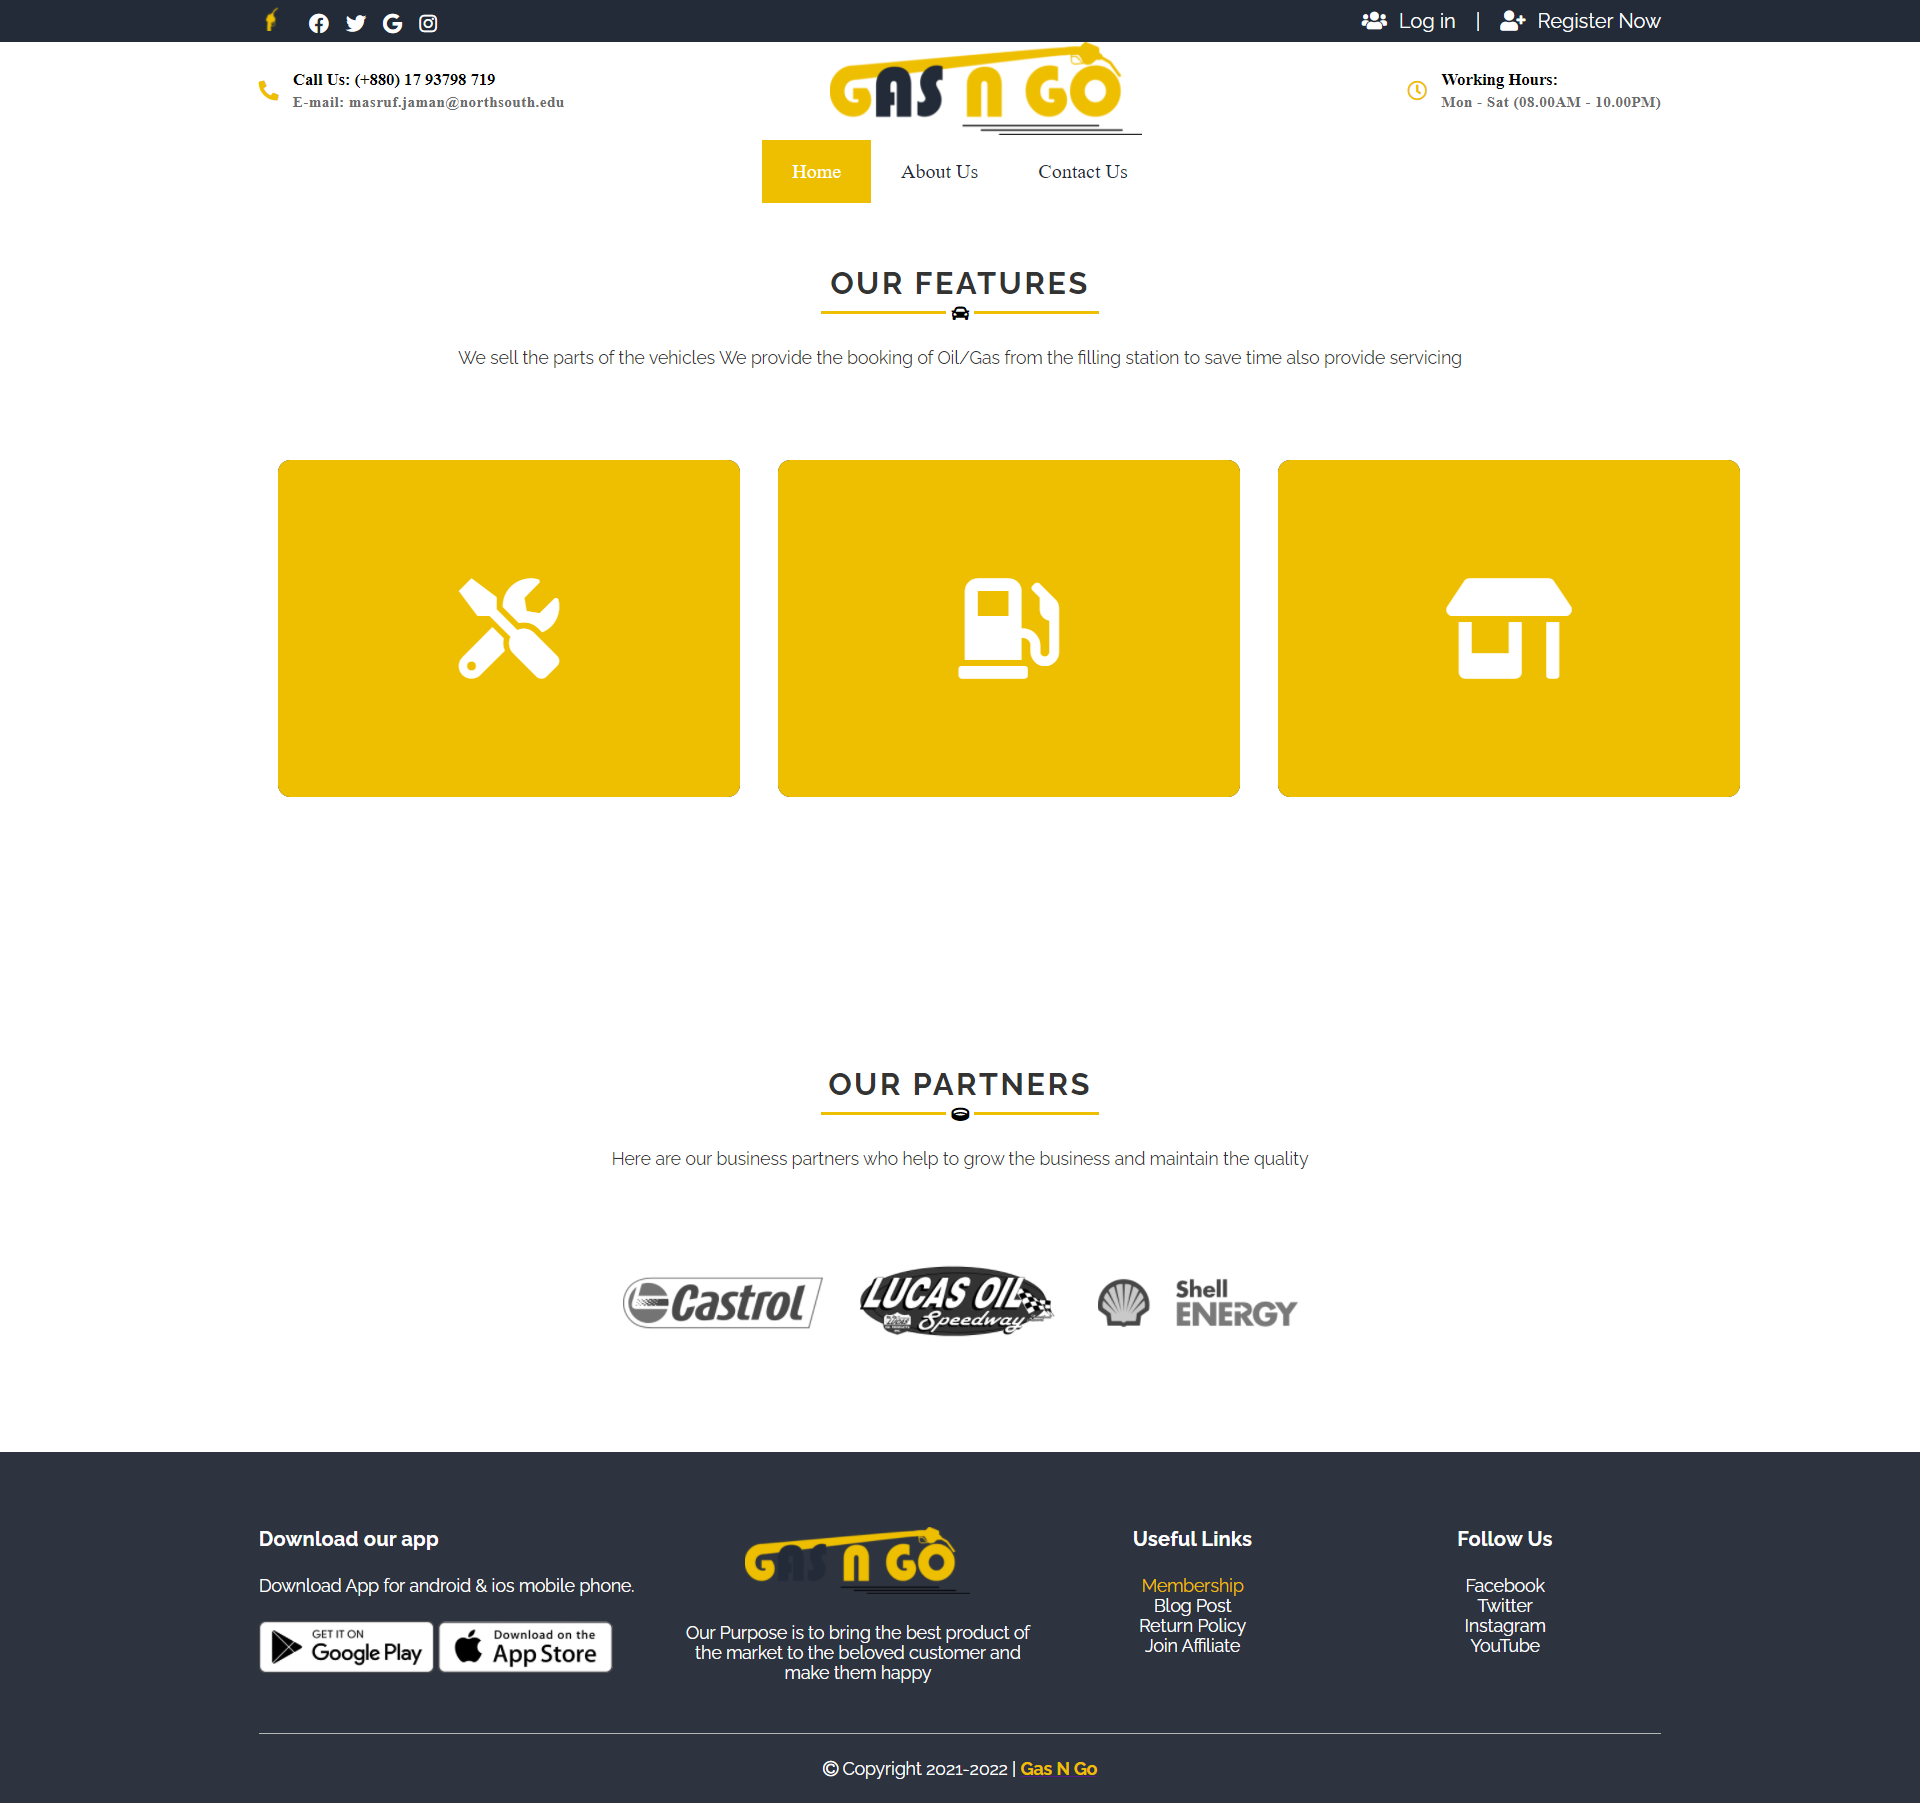 Log in | Register Now
Call Us: (+880) 17 93798 719
E-mail: masruf.jaman@northsouth.edu
GAS N GO
Working Hours:
Mon - Sat (08.00AM - 10.00PM)
Home
About Us
Contact Us
OUR FEATURES
We sell the parts of the vehicles We provide the booking of Oil/Gas from the filling station to save time also provide servicing
OUR PARTNERS
Here are our business partners who help to grow the business and maintain the quality
Castrol
LUCAS OIL
Speedway
Shell
ENERGY
Download our app
Download App for android & ios mobile phone.
GET IT ON
Google Play
Download on the
App Store
GAS N GO
Our Purpose is to bring the best product of
the market to the beloved customer and
make them happy
Useful Links
Membership
Blog Post
Return Policy
Join Affiliate
Follow Us
Facebook
Twitter
Instagram
YouTube
© Copyright 2021-2022 | Gas N Go